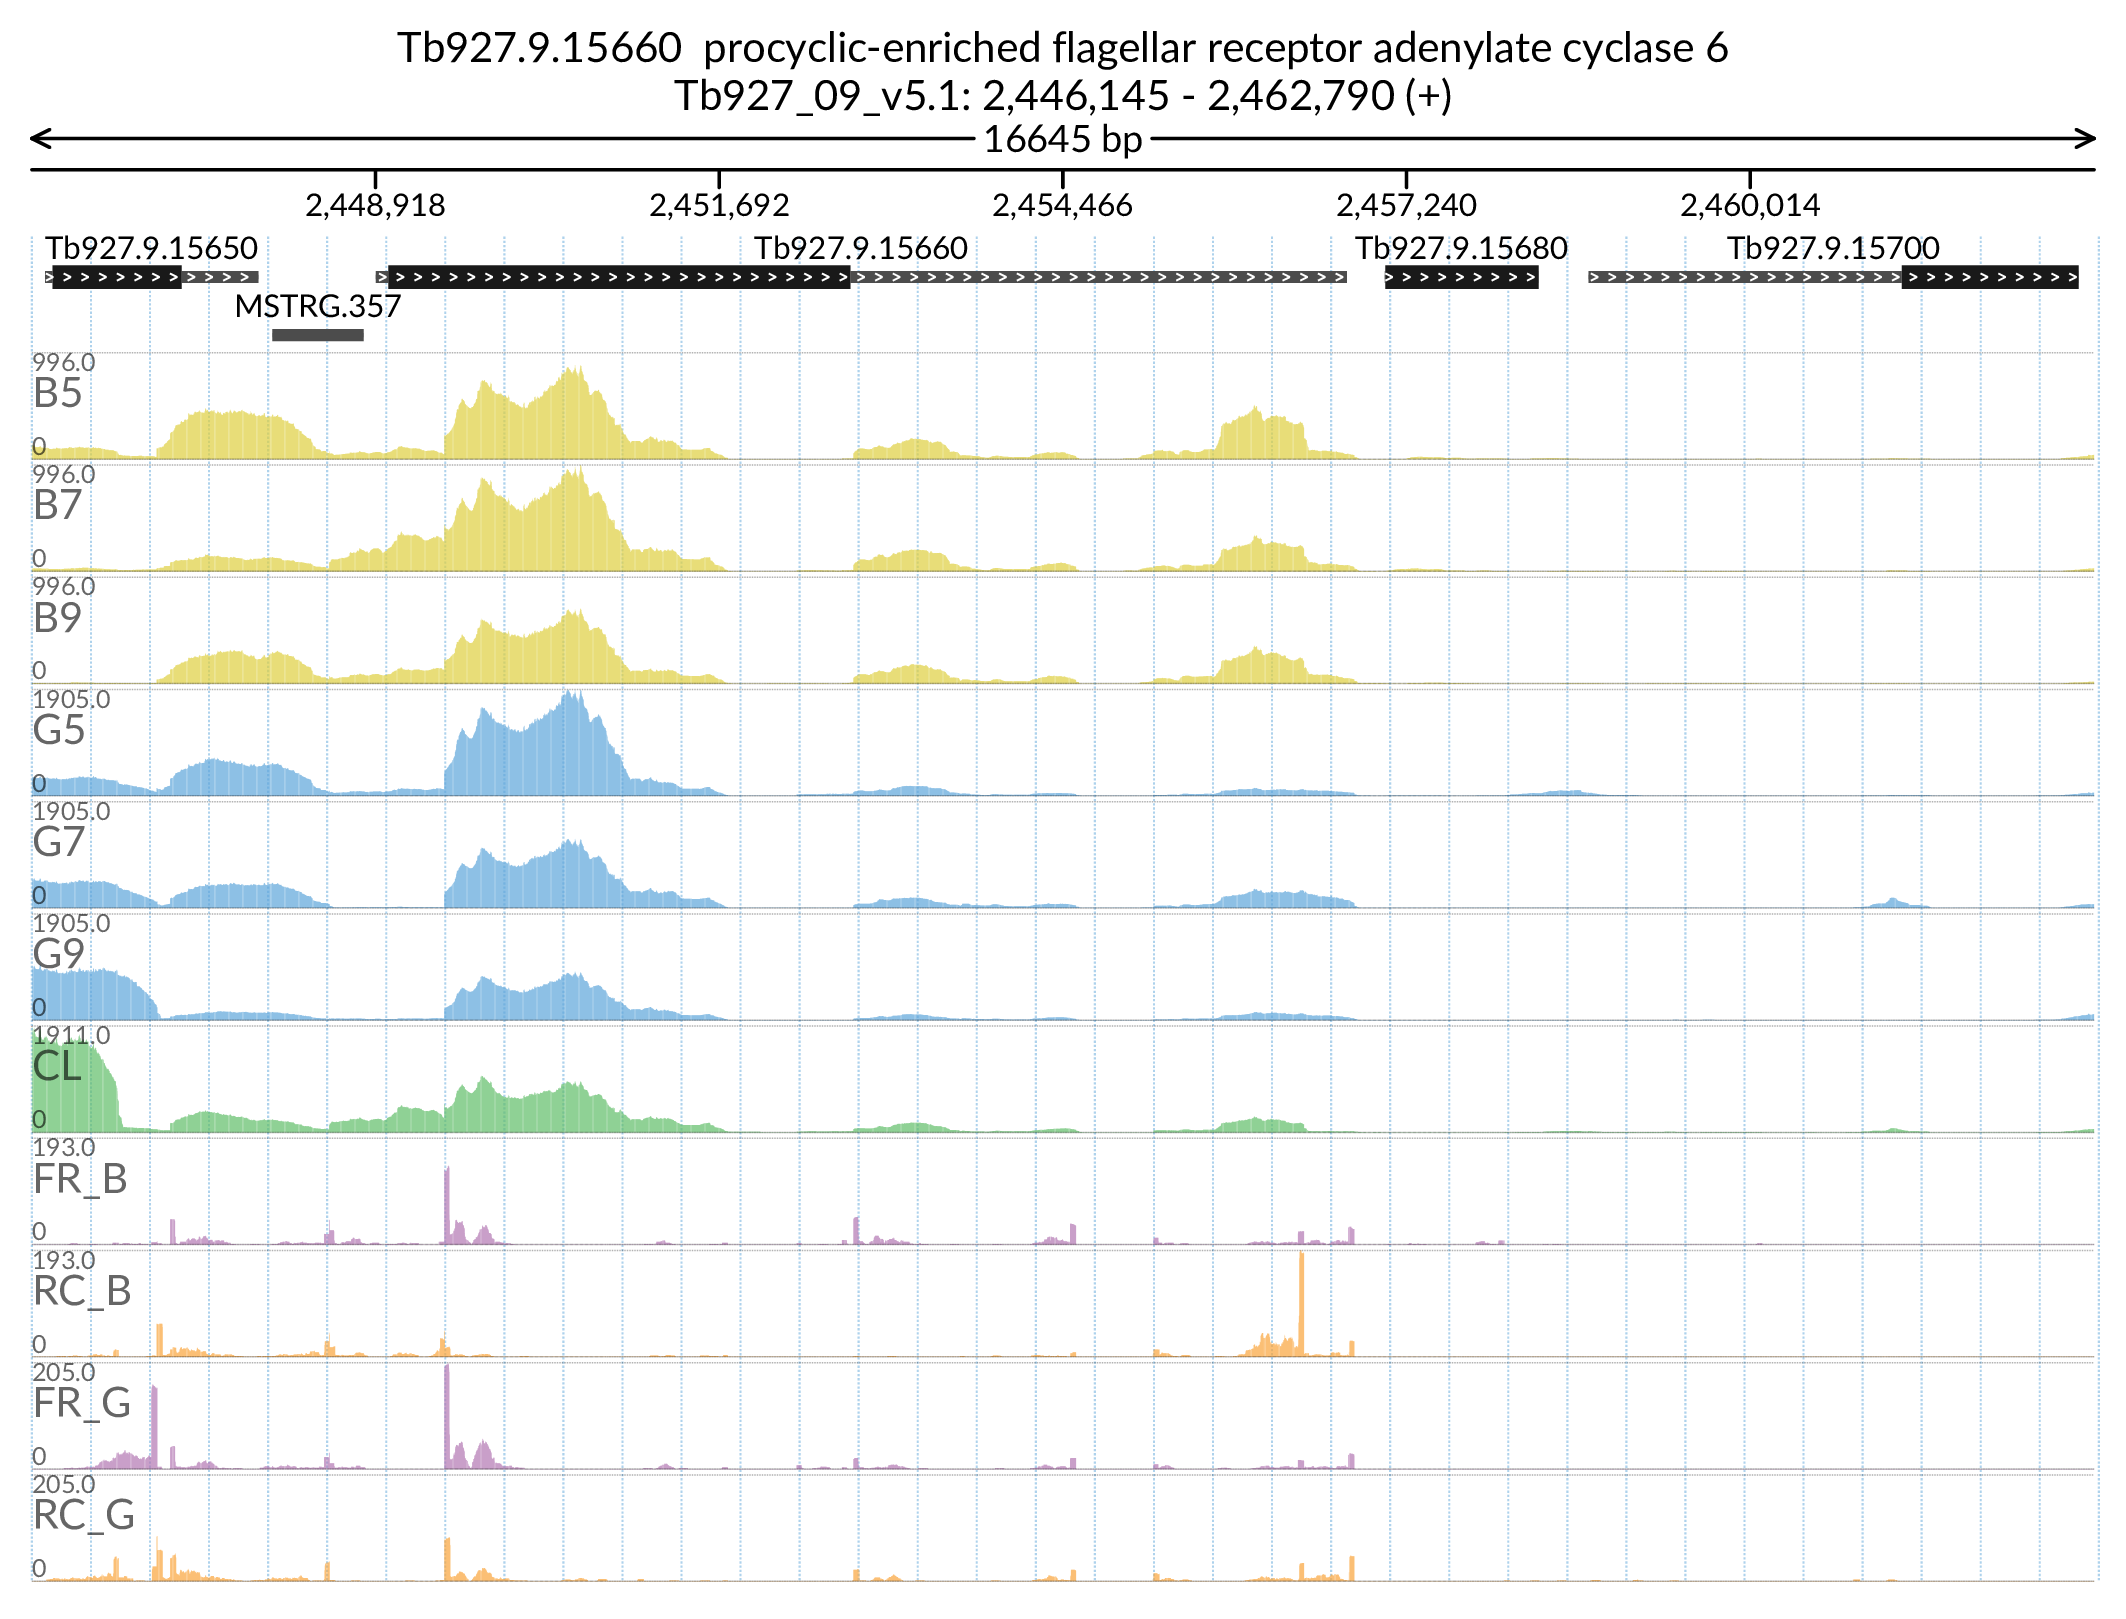 Tb927.9.15660  procyclic-enriched flagellar receptor adenylate cyclase 6
Tb927_09_v5.1: 2,446,145 - 2,462,790 (+)
16645 bp
2,448,918 2,451,692 2,454,466 2,457,240 2,460,014
Tb927.9.15650 Tb927.9.15660 Tb927.9.15680 Tb927.9.15700
MSTRG.357
996.0
B5
0
996.0
B7
0
996.0
B9
0
1905.0
G5
0
1905.0
G7
0
1905.0
G9
0
1911.0
CL
0
193.0
FR_B
0
193.0
RC_B
0
205.0
FR_G
0
205.0
RC_G
0